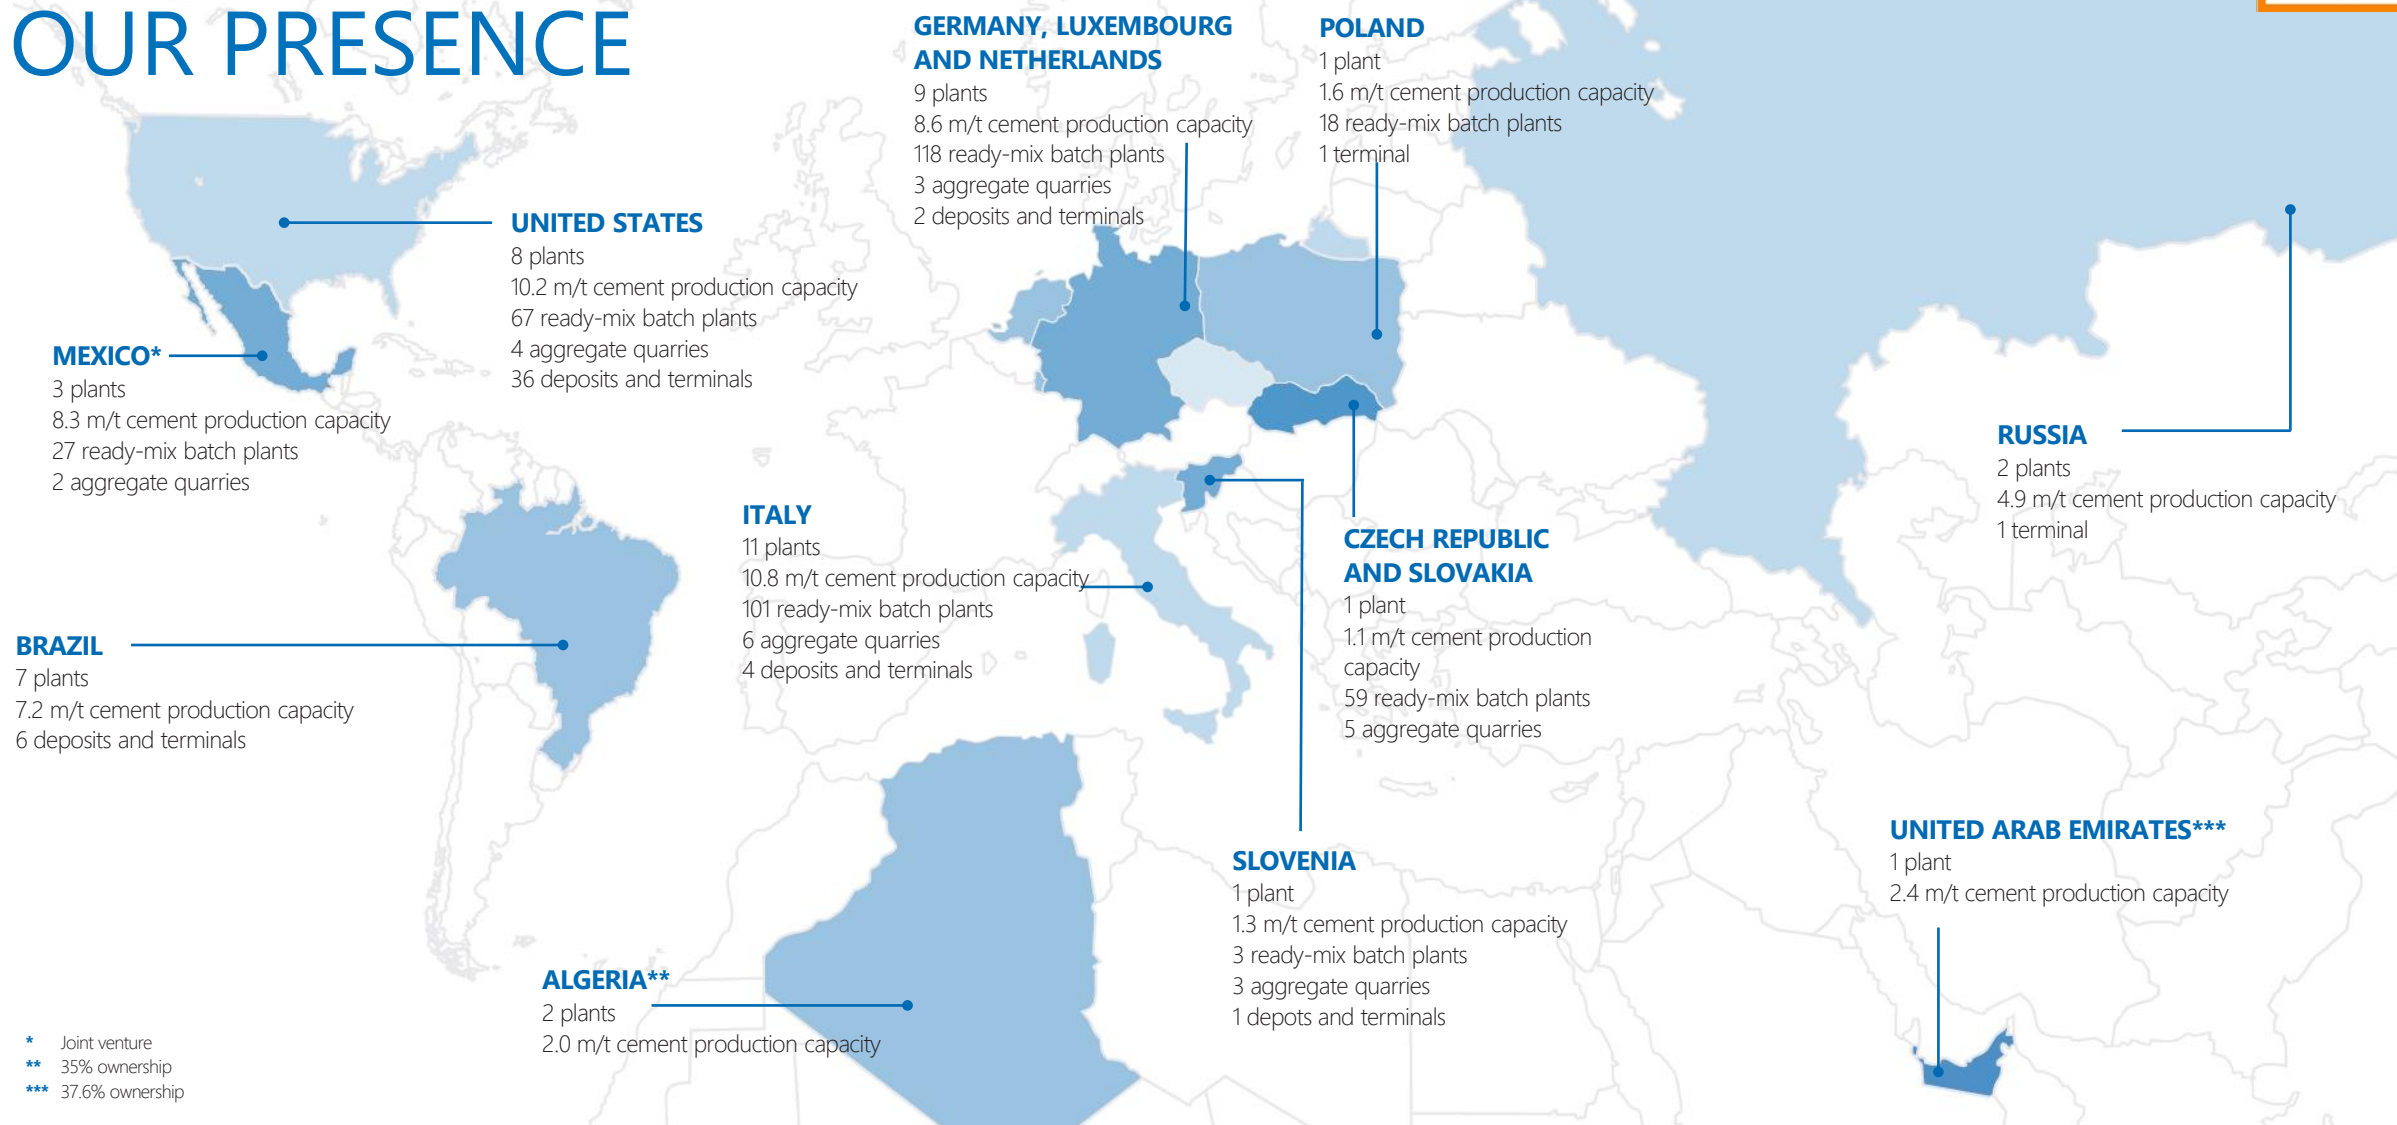 OUR PRESENCE
GERMANY, LUXEMBOURG
AND NETHERLANDS
9 plants
8.6 m/t cement production capacity
118 ready-mix batch plants
3 aggregate quarries
2 deposits and terminals
POLAND
1 plant
1.6 m/t cement production capacity
18 ready-mix batch plants
1 terminal
UNITED STATES
8 plants
10.2 m/t cement production capacity
67 ready-mix batch plants
4 aggregate quarries
36 deposits and terminals
MEXICO*
3 plants
8.3 m/t cement production capacity
27 ready-mix batch plants
2 aggregate quarries
RUSSIA
2 plants
4.9 m/t cement production capacity
1 terminal
ITALY
11 plants
10.8 m/t cement production capacity
101 ready-mix batch plants
6 aggregate quarries
4 deposits and terminals
CZECH REPUBLIC
AND SLOVAKIA
1 plant
1.1 m/t cement production
capacity
59 ready-mix batch plants
5 aggregate quarries
BRAZIL
7 plants
7.2 m/t cement production capacity
6 deposits and terminals
UNITED ARAB EMIRATES***
1 plant
2.4 m/t cement production capacity
SLOVENIA
1 plant
1.3 m/t cement production capacity
3 ready-mix batch plants
3 aggregate quarries
1 depots and terminals
ALGERIA**
2 plants
2.0 m/t cement production capacity
* Joint venture
** 35% ownership
*** 37.6% ownership